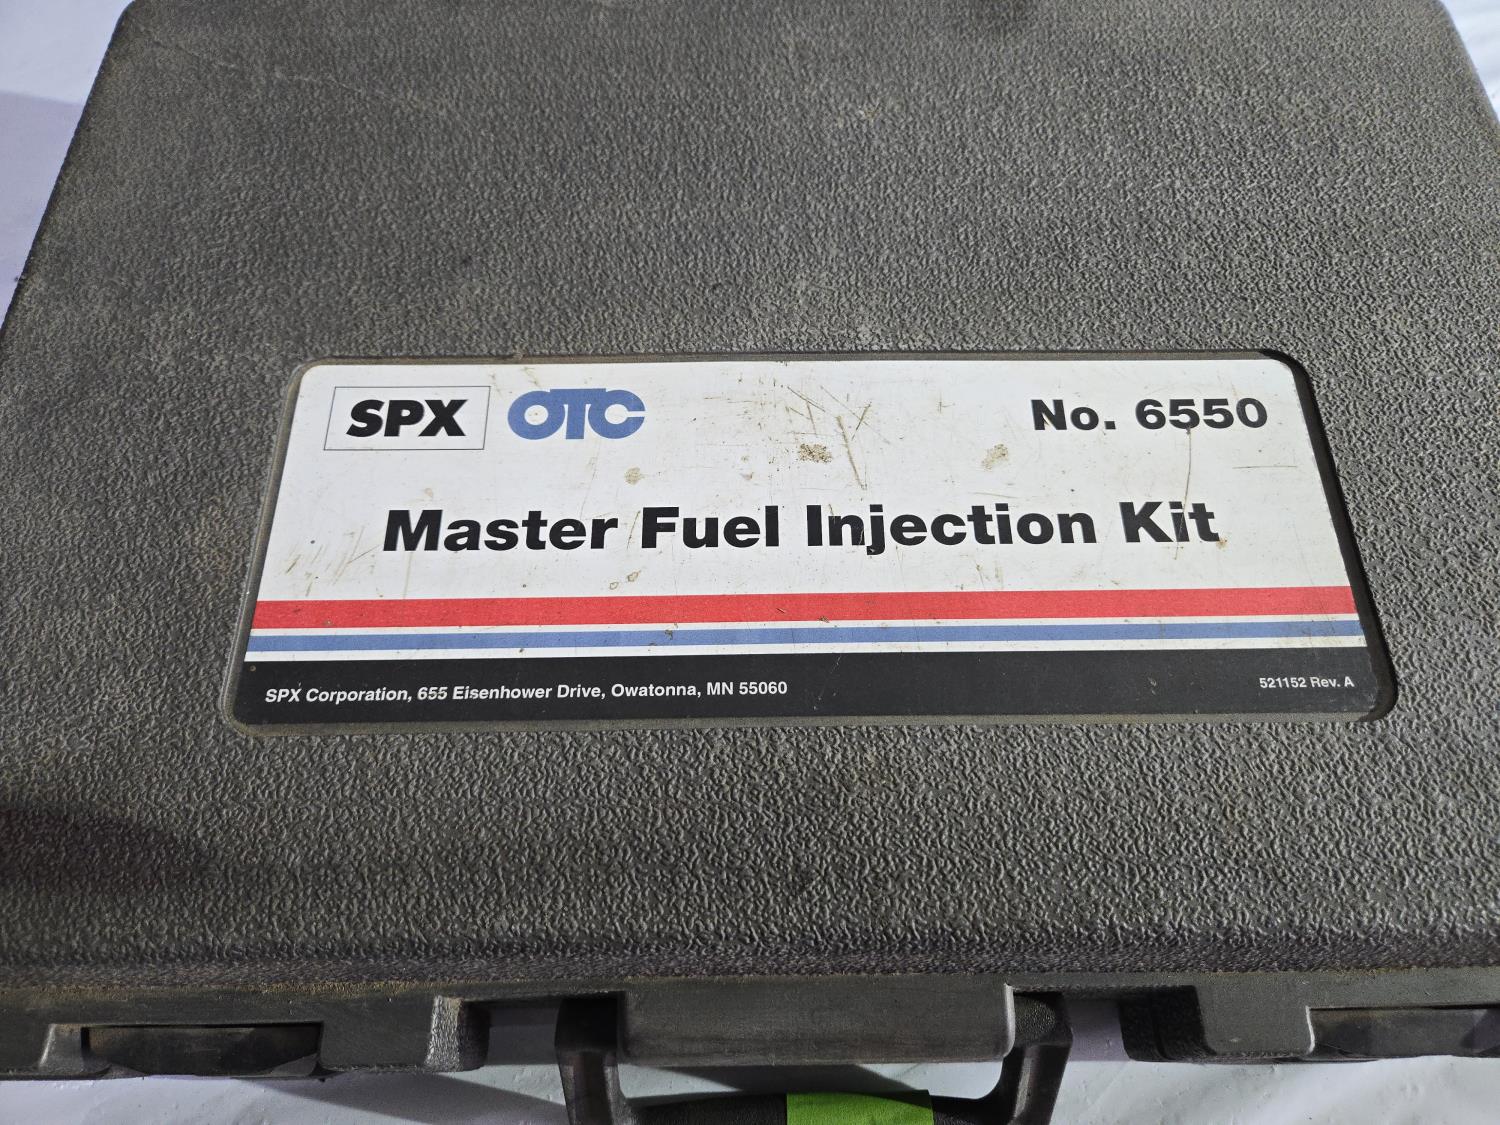 SPX OTC No. 6550
Master Fuel Injection Kit
SPX Corporation, 655 Eisenhower Drive, Owatonna, MN 55060 521152 Rev. A